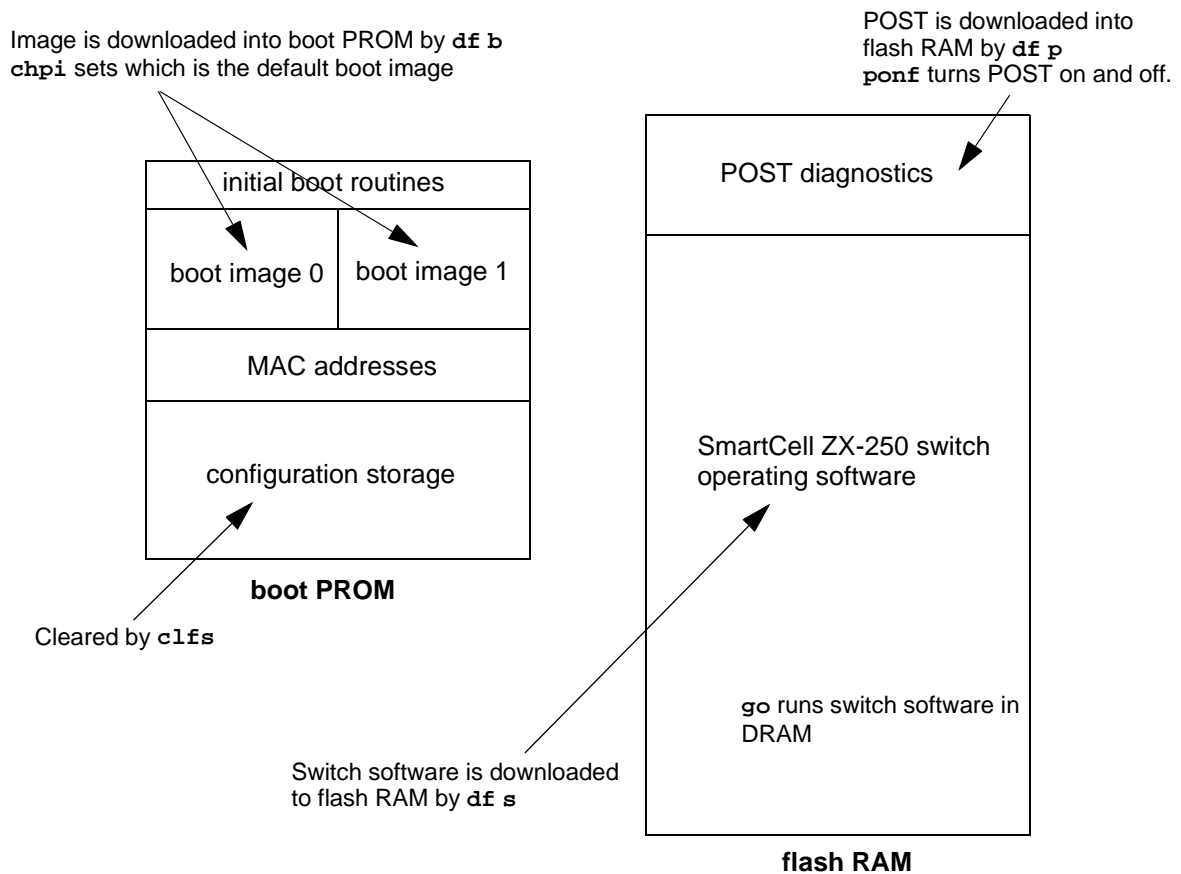 Image is downloaded into boot PROM by df b
chpi sets which is the default boot image
POST is downloaded into
flash RAM by df p
ponf turns POST on and off.
initial boot routines
boot image 0
boot image 1
MAC addresses
configuration storage
boot PROM
Cleared by clfs
POST diagnostics
SmartCell ZX-250 switch
operating software
go runs switch software in
DRAM
Switch software is downloaded
to flash RAM by df s
flash RAM